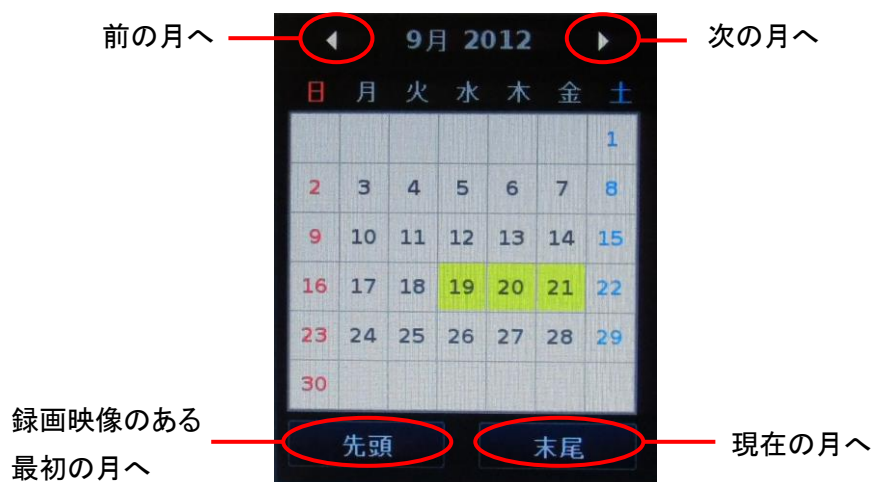 前の月へ
9月 2012
次の月へ
日 月 火 水 木 金 土
1
2 3 4 5 6 7 8
9 10 11 12 13 14 15
16 17 18 19 20 21 22
23 24 25 26 27 28 29
30
録画映像のある
最初の月へ
先頭
末尾
現在の月へ